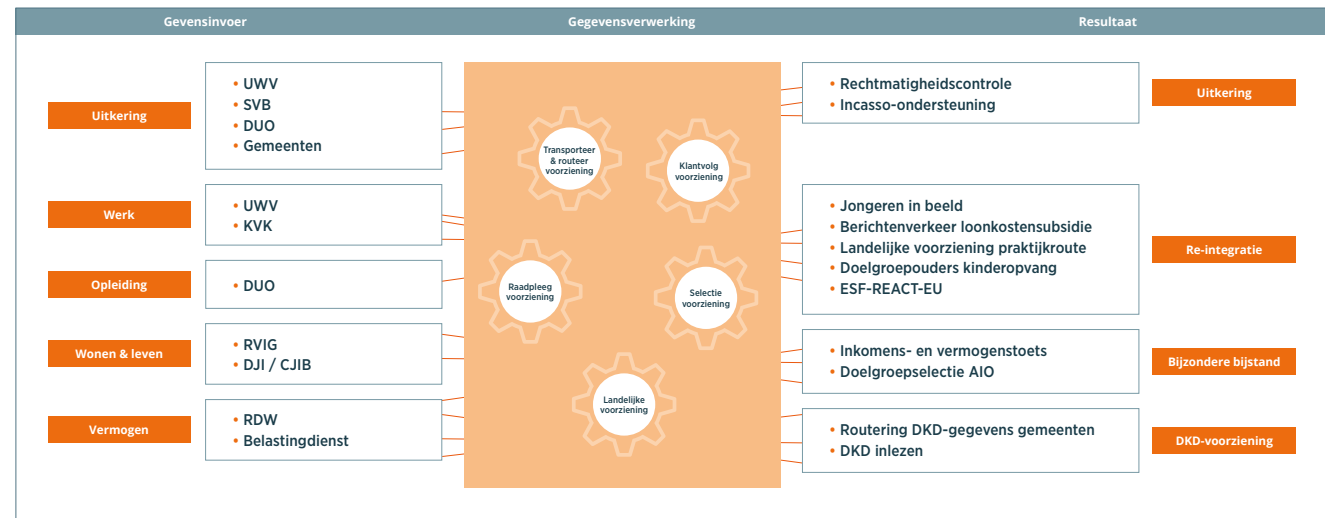 Gevensinvoer
Gegevensverwerking
Resultaat
Uitkering
• UWV
• SVB
• DUO
• Gemeenten
Werk
• UWV
• KVK
Opleiding
• DUO
Wonen & leven
• RVIG
• DJI / CJIB
Vermogen
• RDW
• Belastingdienst
Transporteer
& routeer
voorziening
Klantvolg
voorziening
Raadpleeg
voorziening
Selectie
voorziening
Landelijke
voorziening
• Rechtmatigheidscontrole
• Incasso-ondersteuning
Uitkering
• Jongeren in beeld
• Berichtenverkeer loonkostensubsidie
• Landelijke voorziening praktijkroute
• Doelgroepouders kinderopvang
• ESF-REACT-EU
Re-integratie
• Inkomens- en vermogenstoets
• Doelgroepselectie AIO
Bijzondere bijstand
• Routering DKD-gegevens gemeenten
• DKD inlezen
DKD-voorziening